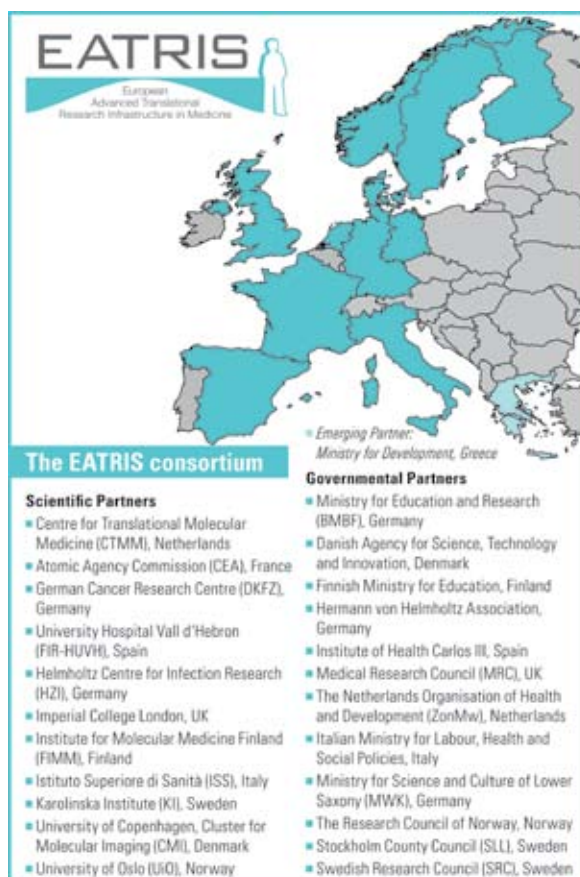 EATRIS
European
Advanced Translational
Research Infrastructure in Medicine
Emerging Partner:
Ministry for Development, Greece
The EATRIS consortium
Scientific Partners
Centre for Translational Molecular
Medicine (CTMM), Netherlands
Atomic Agency Commission (CEA), France
German Cancer Research Centre (DKFZ),
Germany
University Hospital Vall d'Hebron
(FIR-HUVH), Spain
Helmholtz Centre for Infection Research
(HZI), Germany
Imperial College London, UK
Institute for Molecular Medicine Finland
(FIMM), Finland
Istituto Superiore di Sanità (ISS), Italy
Karolinska Institute (KI), Sweden
University of Copenhagen, Cluster for
Molecular Imaging (CMI), Denmark
University of Oslo (UiO), Norway
Governmental Partners
Ministry for Education and Research
(BMBF), Germany
Danish Agency for Science, Technology
and Innovation, Denmark
Finnish Ministry for Education, Finland
Hermann von Helmholtz Association,
Germany
Institute of Health Carlos III, Spain
Medical Research Council (MRC), UK
The Netherlands Organisation of Health
and Development (ZonMw), Netherlands
Italian Ministry for Labour, Health and
Social Policies, Italy
Ministry for Science and Culture of Lower
Saxony (MWK), Germany
The Research Council of Norway, Norway
Stockholm County Council (SLL), Sweden
Swedish Research Council (SRC), Sweden